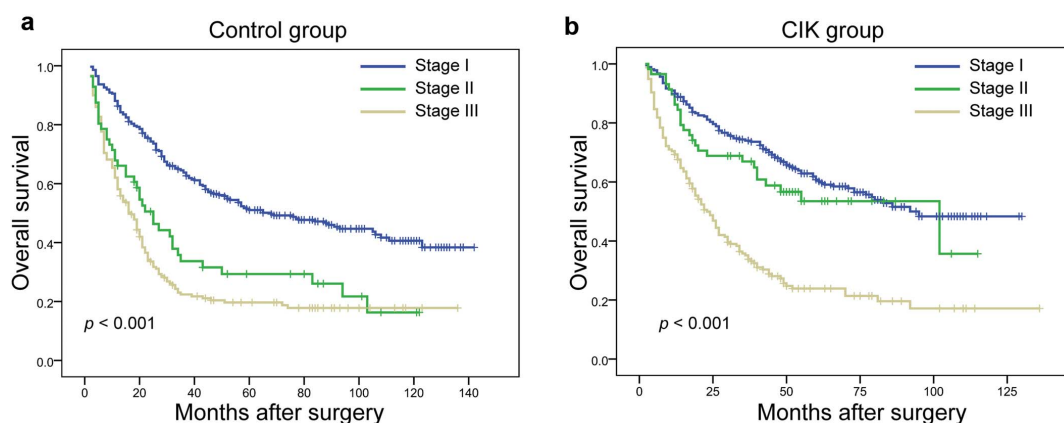 a
Control group
Overall survival
1.0
0.8
0.6
0.4
0.2
0.0
Stage I
Stage II
Stage III
p < 0.001
0 20 40 60 80 100 120 140
Months after surgery
b
CIK group
Overall survival
1.0
0.8
0.6
0.4
0.2
0.0
Stage I
Stage II
Stage III
p < 0.001
0 25 50 75 100 125
Months after surgery